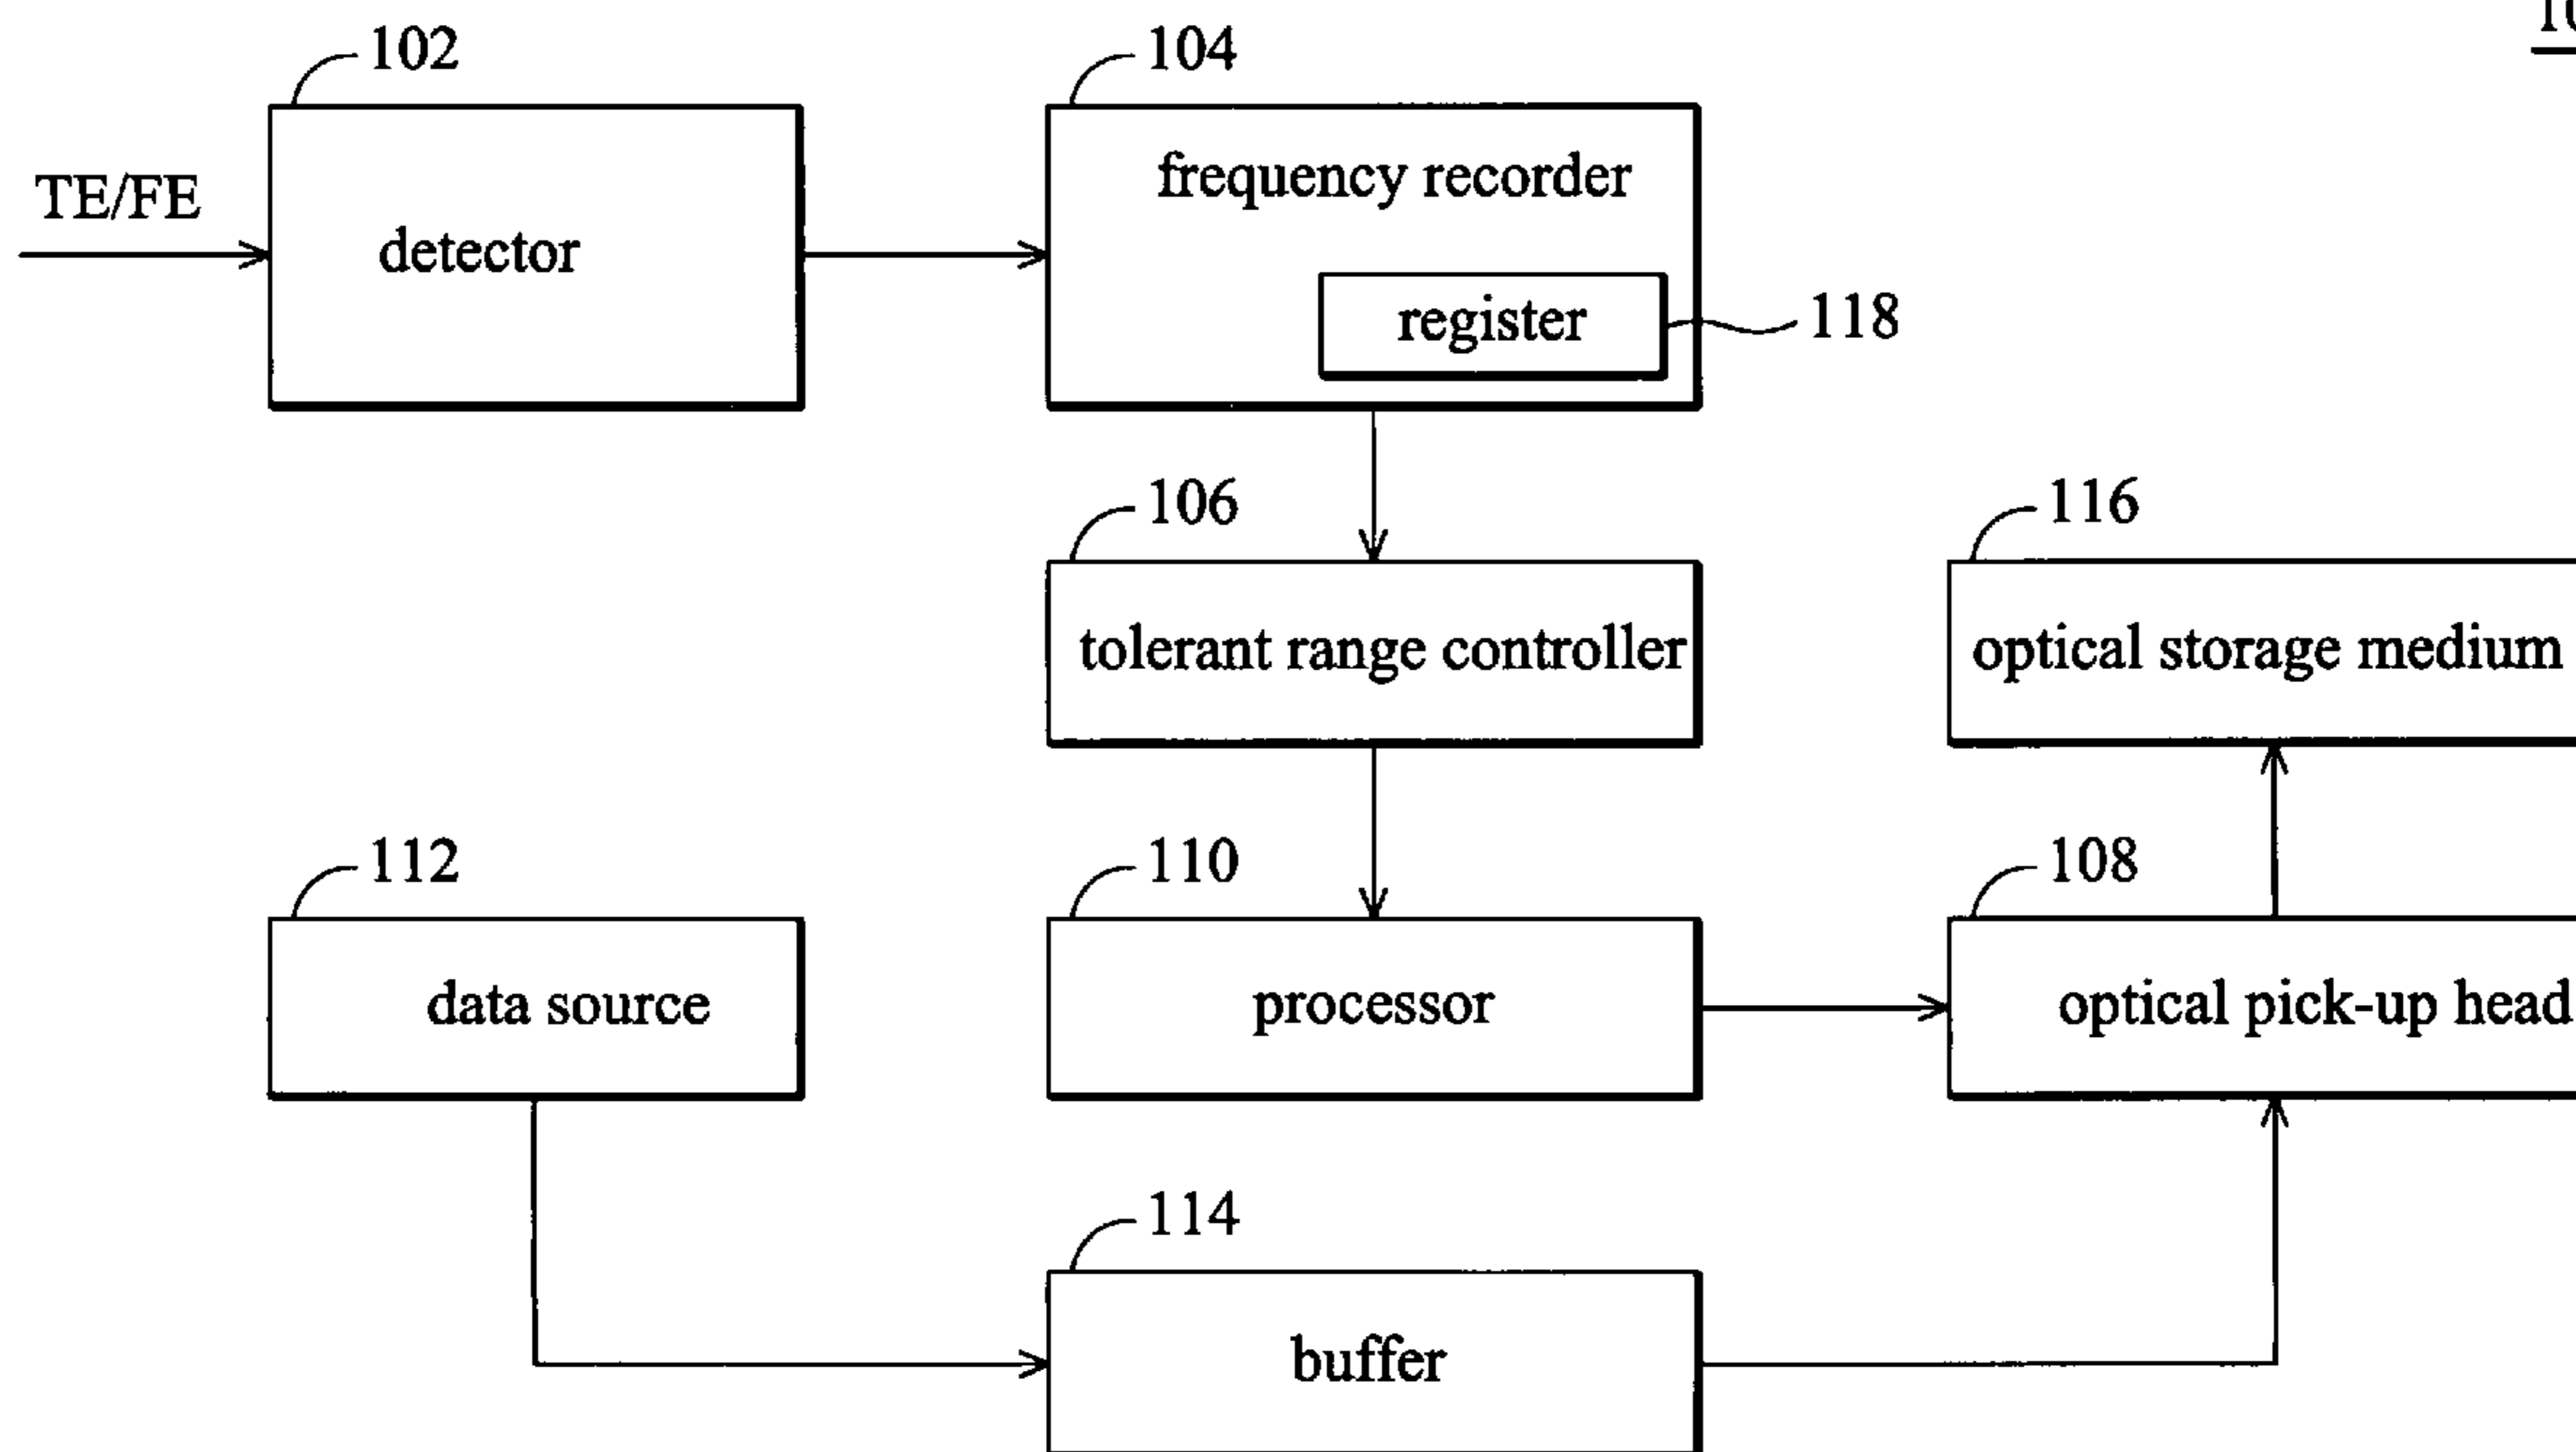 102
104
TE/FE
detector
frequency recorder
register
118
106
116
tolerant range controller
optical storage medium
112
110
108
data source
processor
optical pick-up head
114
buffer